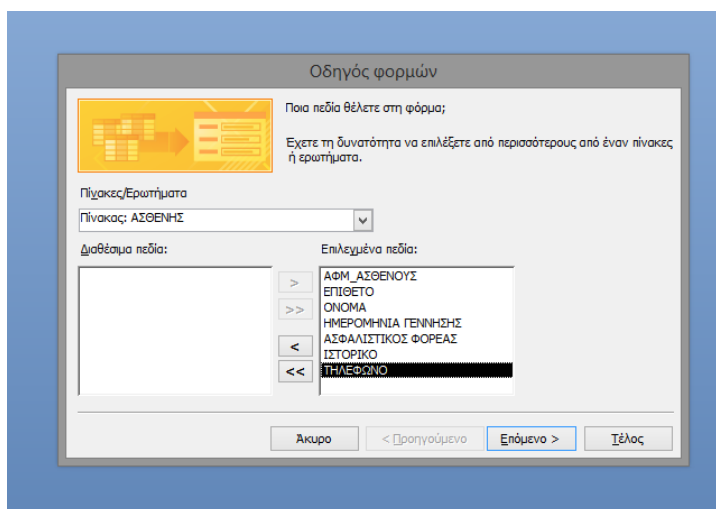 Οδηγός φορμών
Ποια πεδία θέλετε στη φόρμα;
Έχετε τη δυνατότητα να επιλέξετε από περισσότερους από έναν πίνακες
ή ερωτήματα.
Πίνακες/Ερωτήματα
Πίνακας: ΑΣΘΕΝΗΣ
Διαθέσιμα πεδία:
Επιλεγμένα πεδία:
ΑΦΜ_ΑΣΘΕΝΟΥΣ
ΕΠΙΘΕΤΟ
ΟΝΟΜΑ
ΗΜΕΡΟΜΗΝΙΑ ΓΕΝΝΗΣΗΣ
ΑΣΦΑΛΙΣΤΙΚΟΣ ΦΟΡΕΑΣ
ΙΣΤΟΡΙΚΟ
ΤΗΛΕΦΩΝΟ
>
>>
<
<<
Άκυρο
< Προηγούμενο
Επόμενο >
Τέλος